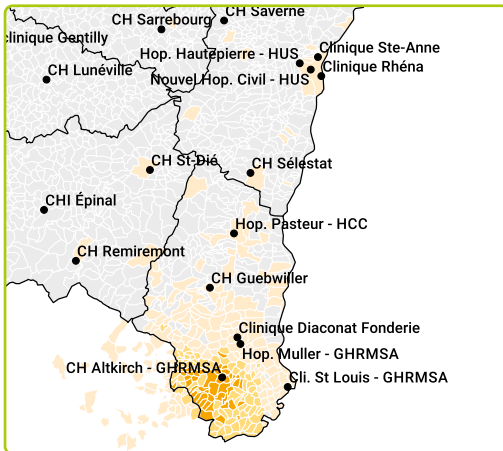 CH Saverne
CH Sarrebourg
clinique Gentilly
Clinique Ste-Anne
Hop. Hautepierre - HUS
Clinique Rhéna
CH Lunéville
Nouvel Hop. Civil - HUS
CH St-Dié
CH Sélestat
CHI Épinal
Hop. Pasteur - HCC
CH Remiremont
CH Guebwiller
Clinique Diaconat Fonderie
Hop. Muller - GHRMSA
CH Altkirch - GHRMSA
Cli. St Louis - GHRMSA